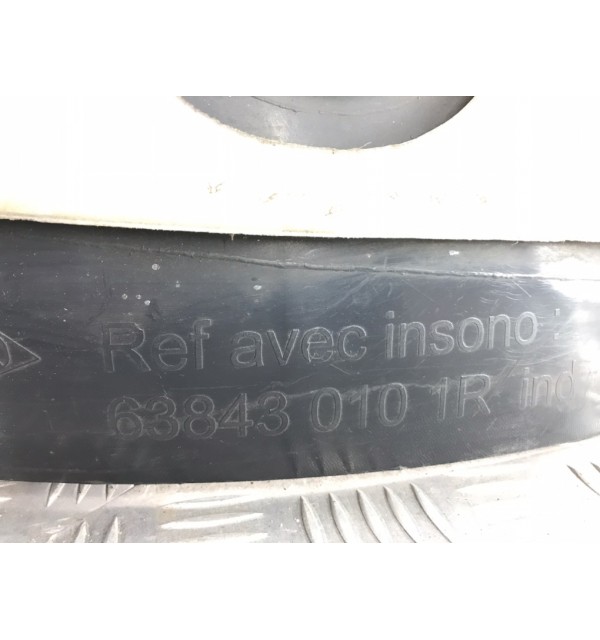 Ref avec insono :
63843 010 1R ind